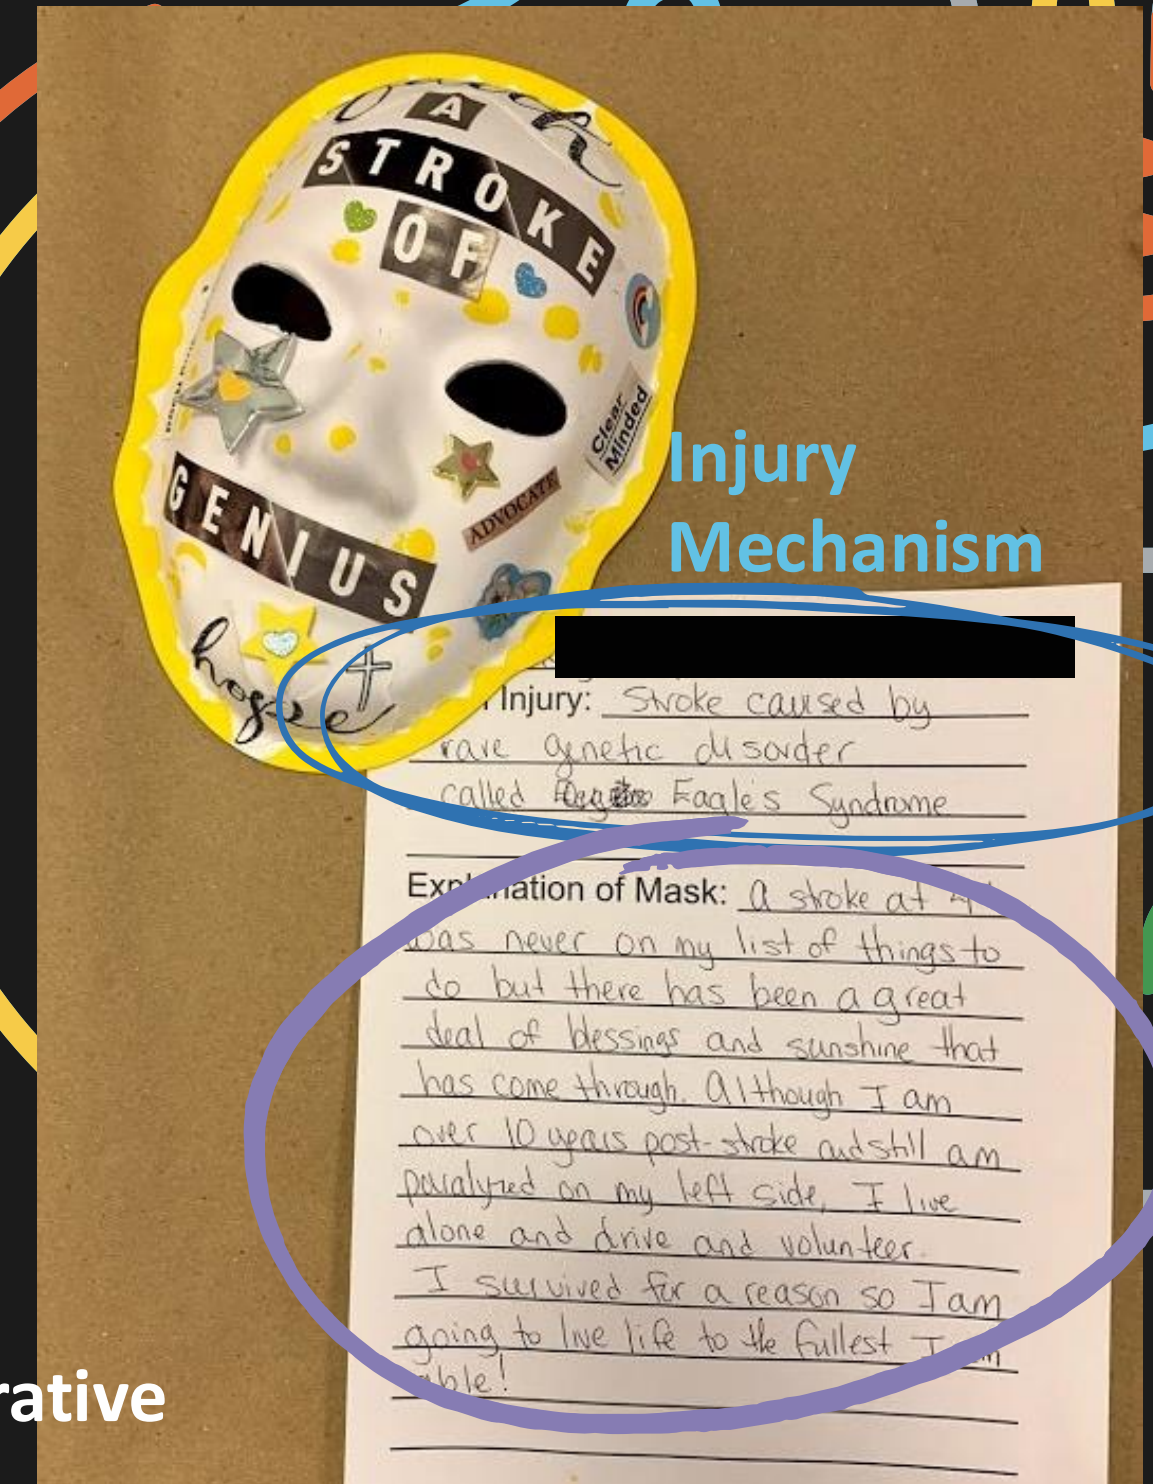 A
STROKE
OF
Clear
Minded
ADVOCATE
GENIUS
hope
Injury
Mechanism
Injury: Stroke caused by
rare genetic disorder
called Eagles Syndrome
Explanation of Mask: A stroke at
was never on my list of things to
do but there has been a great
deal of blessings and sunshine that
has come through. Although I am
over 10 years post-stroke and still am
paralyzed on my left side, I live
alone and drive and volunteer.
I survived for a reason so I am
going to live life to the fullest I am
able!
rative